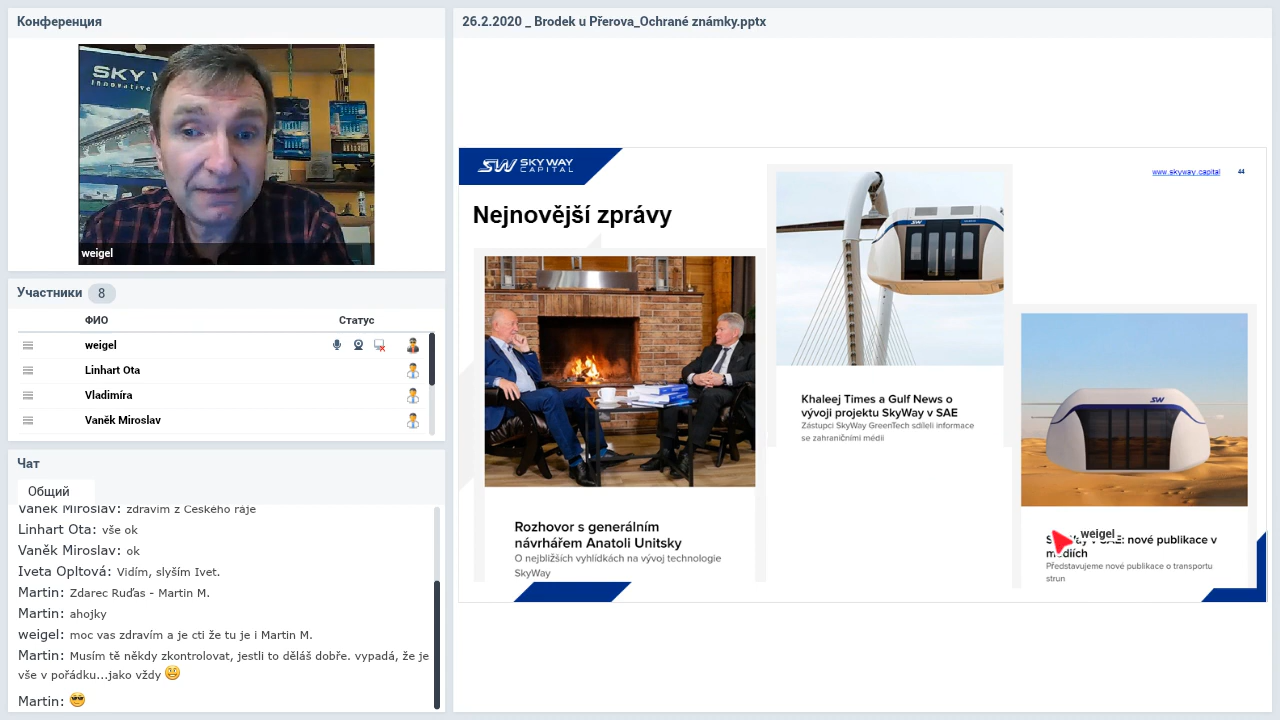 Конференция
SKY
Innovative
weigel
Участники 8
ФИО Статус
weigel
Linhart Ota
Vladimíra
Vaněk Miroslav
Чат
Общий
Vaněk Miroslav: zdravím z Českého ráje
Linhart Ota: vše ok
Vaněk Miroslav: ok
Iveta Opltová: Vidím, slyším Ivet.
Martin: Zdarec Ruďas - Martin M.
Martin: ahojky
weigel: moc vas zdravím a je cti že tu je i Martin M.
Martin: Musím tě někdy zkontrolovat, jestli to děláš dobře. vypadá, že je
vše v pořádku...jako vždy
Martin:
26.2.2020 _ Brodek u Přerova_Ochrané známky.pptx
SW SKY WAY
CAPITAL
www.skyway.capital 44
Nejnovější zprávy
Rozhovor s generálním
návrhářem Anatoli Unitsky
O nejbližších vyhlídkách na vývoj technologie
SkyWay
Khaleej Times a Gulf News o
vývoji projektu SkyWay v SAE
Zástupci SkyWay GreenTech sdíleli informace
se zahraničními médii
SW
weigel
SkyWay v SAE: nové publikace v
médiích
Představujeme nové publikace o transportu
strun